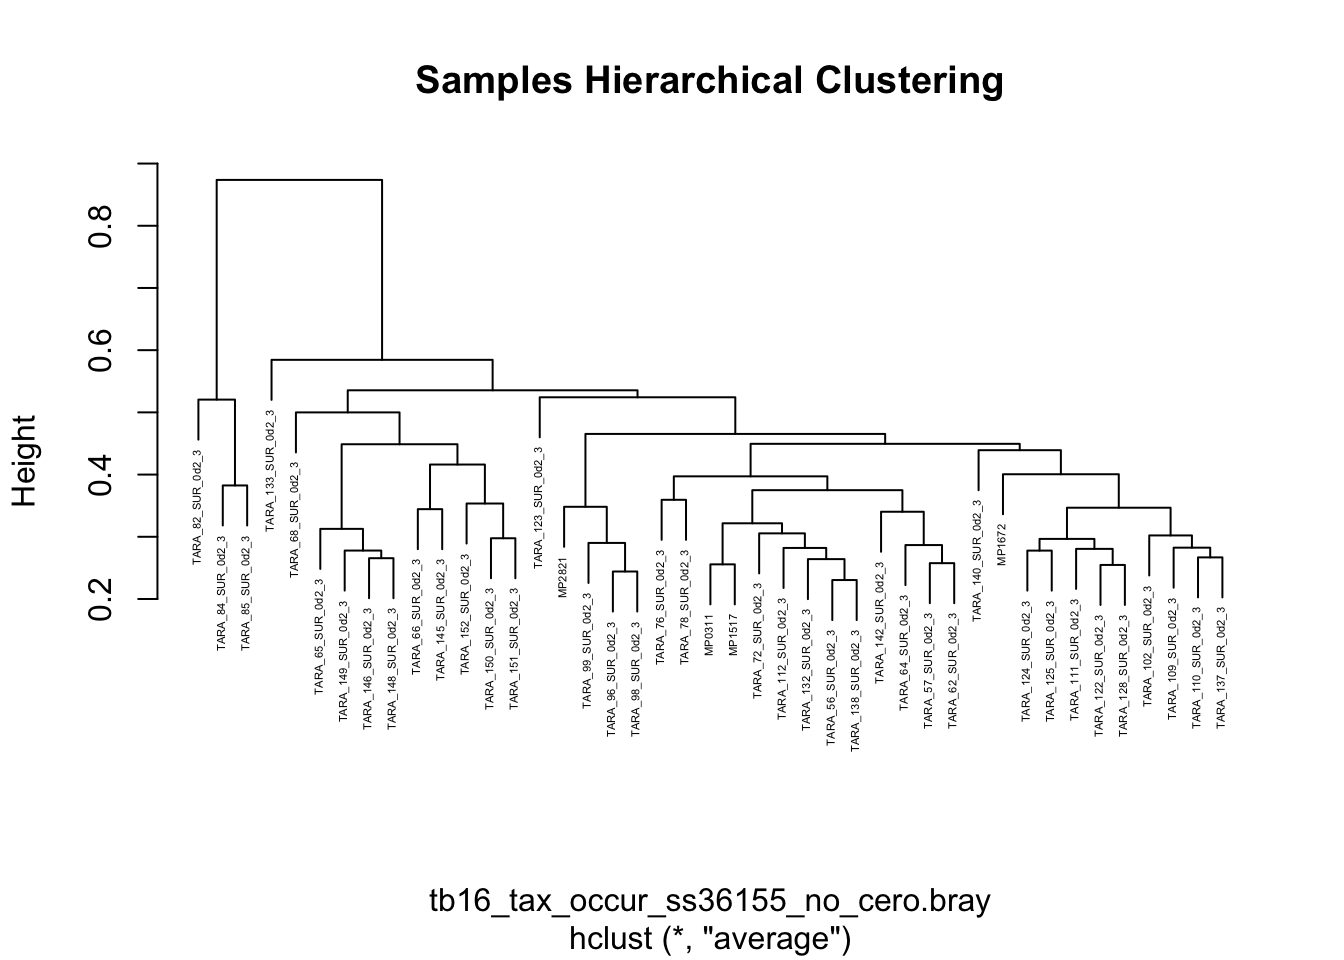 Samples Hierarchical Clustering
Height
0.8
0.6
0.4
0.2
TARA_82_SUR_0d2_3
TARA_84_SUR_0d2_3
TARA_85_SUR_0d2_3
TARA_133_SUR_0d2_3
TARA_68_SUR_0d2_3
TARA_65_SUR_0d2_3
TARA_149_SUR_0d2_3
TARA_146_SUR_0d2_3
TARA_148_SUR_0d2_3
TARA_66_SUR_0d2_3
TARA_145_SUR_0d2_3
TARA_152_SUR_0d2_3
TARA_150_SUR_0d2_3
TARA_151_SUR_0d2_3
TARA_123_SUR_0d2_3
MP2821
TARA_99_SUR_0d2_3
TARA_96_SUR_0d2_3
TARA_98_SUR_0d2_3
TARA_76_SUR_0d2_3
TARA_78_SUR_0d2_3
MP0311
MP1517
TARA_72_SUR_0d2_3
TARA_112_SUR_0d2_3
TARA_132_SUR_0d2_3
TARA_56_SUR_0d2_3
TARA_138_SUR_0d2_3
TARA_142_SUR_0d2_3
TARA_64_SUR_0d2_3
TARA_57_SUR_0d2_3
TARA_62_SUR_0d2_3
TARA_140_SUR_0d2_3
MP1672
TARA_124_SUR_0d2_3
TARA_125_SUR_0d2_3
TARA_111_SUR_0d2_3
TARA_122_SUR_0d2_3
TARA_128_SUR_0d2_3
TARA_102_SUR_0d2_3
TARA_109_SUR_0d2_3
TARA_110_SUR_0d2_3
TARA_137_SUR_0d2_3
tb16_tax_occur_ss36155_no_cero.bray
hclust (*, "average")